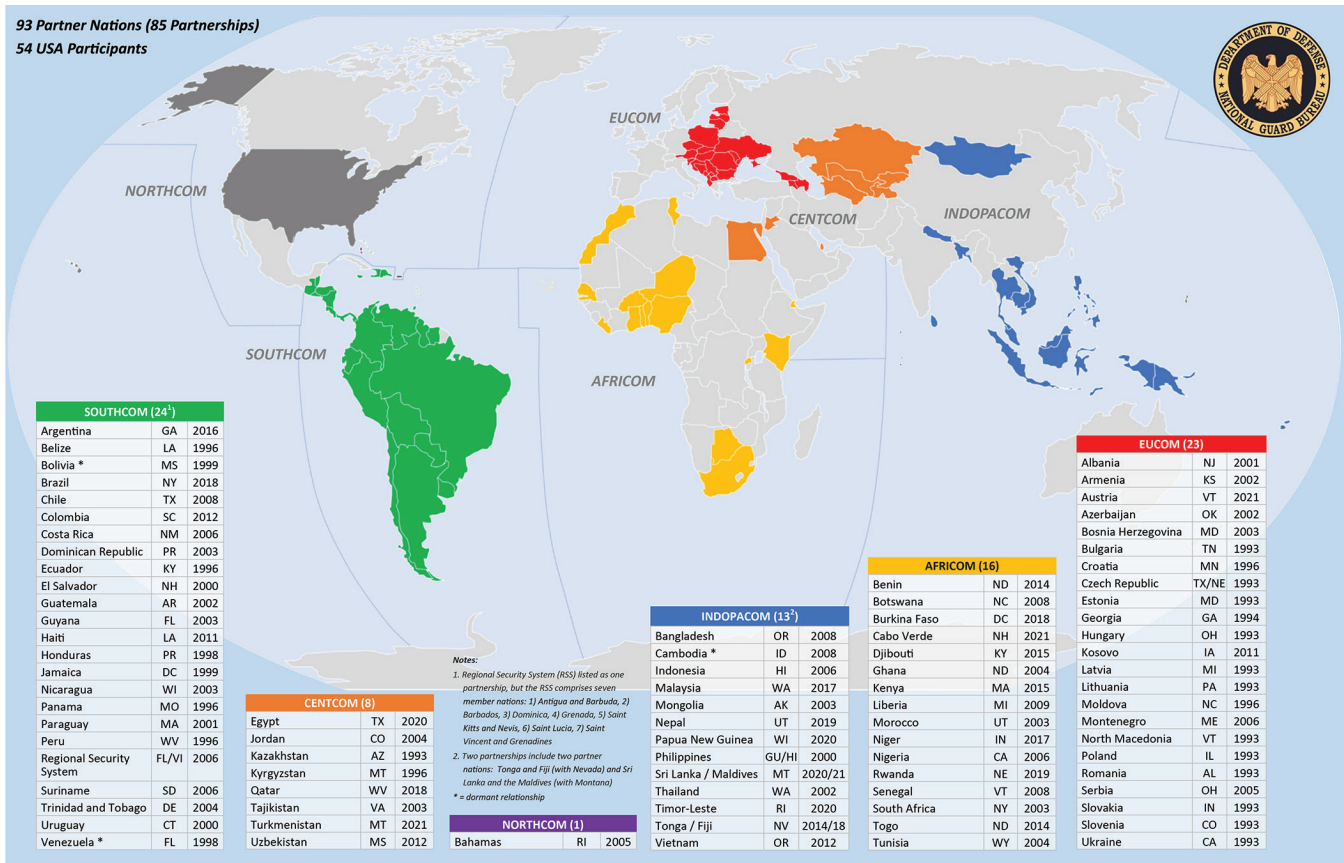 93 Partner Nations (85 Partnerships)
54 USA Participants
DEPARTMENT OF DEFENSE
NATIONAL GUARD BUREAU
EUCOM
NORTHCOM
CENTCOM
INDOPACOM
SOUTHCOM
AFRICOM
SOUTHCOM (24¹)
Argentina GA 2016
Belize LA 1996
Bolivia * MS 1999
Brazil NY 2018
Chile TX 2008
Colombia SC 2012
Costa Rica NM 2006
Dominican Republic PR 2003
Ecuador KY 1996
El Salvador NH 2000
Guatemala AR 2002
Guyana FL 2003
Haiti LA 2011
Honduras PR 1998
Jamaica DC 1999
Nicaragua WI 2003
Panama MO 1996
Paraguay MA 2001
Peru WV 1996
Regional Security FL/VI 2006
System
Suriname SD 2006
Trinidad and Tobago DE 2004
Uruguay CT 2000
Venezuela * FL 1998
CENTCOM (8)
Egypt TX 2020
Jordan CO 2004
Kazakhstan AZ 1993
Kyrgyzstan MT 1996
Qatar WV 2018
Tajikistan VA 2003
Turkmenistan MT 2021
Uzbekistan MS 2012
Notes:
1. Regional Security System (RSS) listed as one
partnership, but the RSS comprises seven
member nations: 1) Antigua and Barbuda, 2)
Barbados, 3) Dominica, 4) Grenada, 5) Saint
Kitts and Nevis, 6) Saint Lucia, 7) Saint
Vincent and Grenadines
2. Two partnerships include two partner
nations: Tonga and Fiji (with Nevada) and Sri
Lanka and the Maldives (with Montana)
* = dormant relationship
NORTHCOM (1)
Bahamas RI 2005
INDOPACOM (13²)
Bangladesh OR 2008
Cambodia * ID 2008
Indonesia HI 2006
Malaysia WA 2017
Mongolia AK 2003
Nepal UT 2019
Papua New Guinea WI 2020
Philippines GU/HI 2000
Sri Lanka / Maldives MT 2020/21
Thailand WA 2002
Timor-Leste RI 2020
Tonga / Fiji NV 2014/18
Vietnam OR 2012
AFRICOM (16)
Benin ND 2014
Botswana NC 2008
Burkina Faso DC 2018
Cabo Verde NH 2021
Djibouti KY 2015
Ghana ND 2004
Kenya MA 2015
Liberia MI 2009
Morocco UT 2003
Niger IN 2017
Nigeria CA 2006
Rwanda NE 2019
Senegal VT 2008
South Africa NY 2003
Togo ND 2014
Tunisia WY 2004
EUCOM (23)
Albania NJ 2001
Armenia KS 2002
Austria VT 2021
Azerbaijan OK 2002
Bosnia Herzegovina MD 2003
Bulgaria TN 1993
Croatia MN 1996
Czech Republic TX/NE 1993
Estonia MD 1993
Georgia GA 1994
Hungary OH 1993
Kosovo IA 2011
Latvia MI 1993
Lithuania PA 1993
Moldova NC 1996
Montenegro ME 2006
North Macedonia VT 1993
Poland IL 1993
Romania AL 1993
Serbia OH 2005
Slovakia IN 1993
Slovenia CO 1993
Ukraine CA 1993